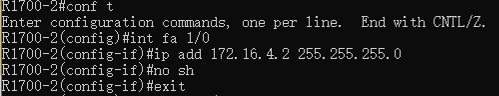 R1700-2#conf t
Enter configuration commands, one per line.  End with CNTL/Z.
R1700-2(config)#int fa 1/0
R1700-2(config-if)#ip add 172.16.4.2 255.255.255.0
R1700-2(config-if)#no sh
R1700-2(config-if)#exit